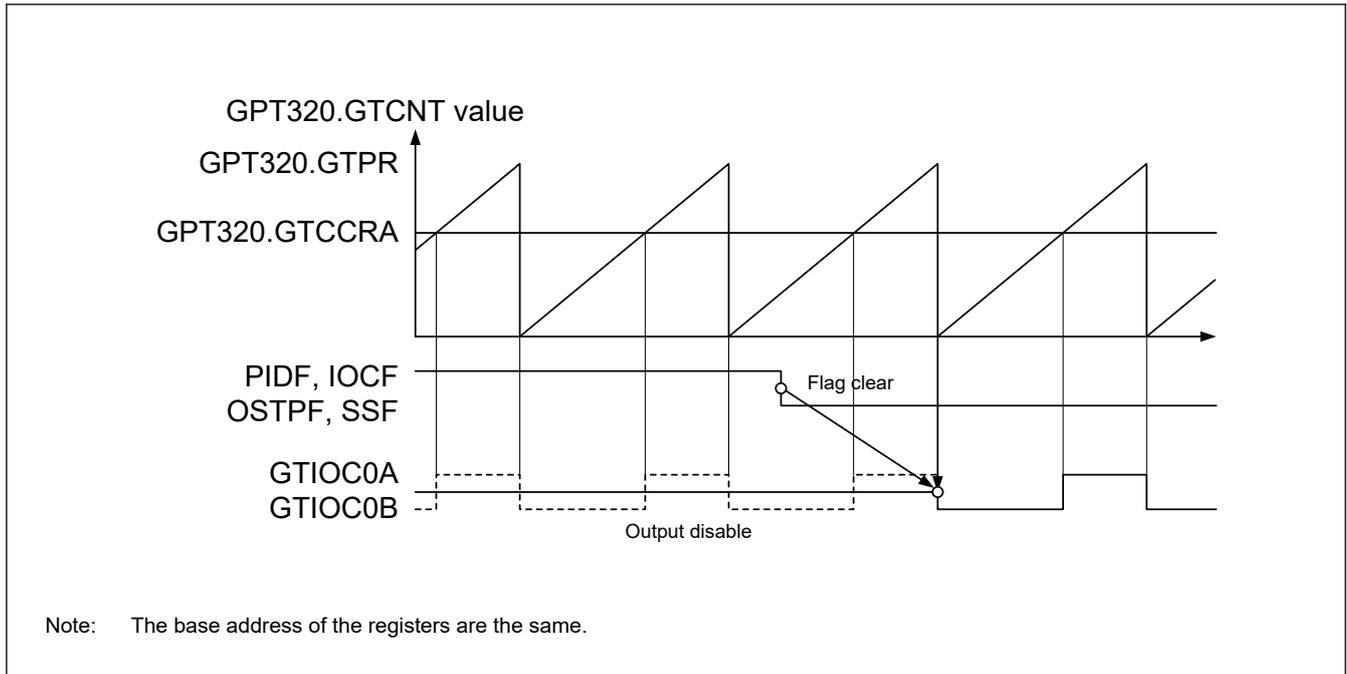 GPT320.GTCNT value
GPT320.GTPR
GPT320.GTCCRA
PIDF, IOCF
Flag clear
OSTPF, SSF
GTIOC0A
GTIOC0B
Output disable
Note: The base address of the registers are the same.